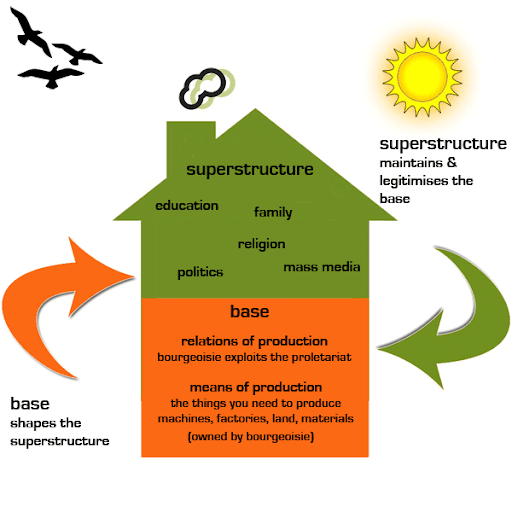 superstructure
maintains &
legitimises the
base
superstructure
education
family
religion
politics
mass media
base
relations of production
bourgeoisie exploits the proletariat
means of production
the things you need to produce
machines, factories, land, materials
(owned by bourgeoisie)
base
shapes the
superstructure